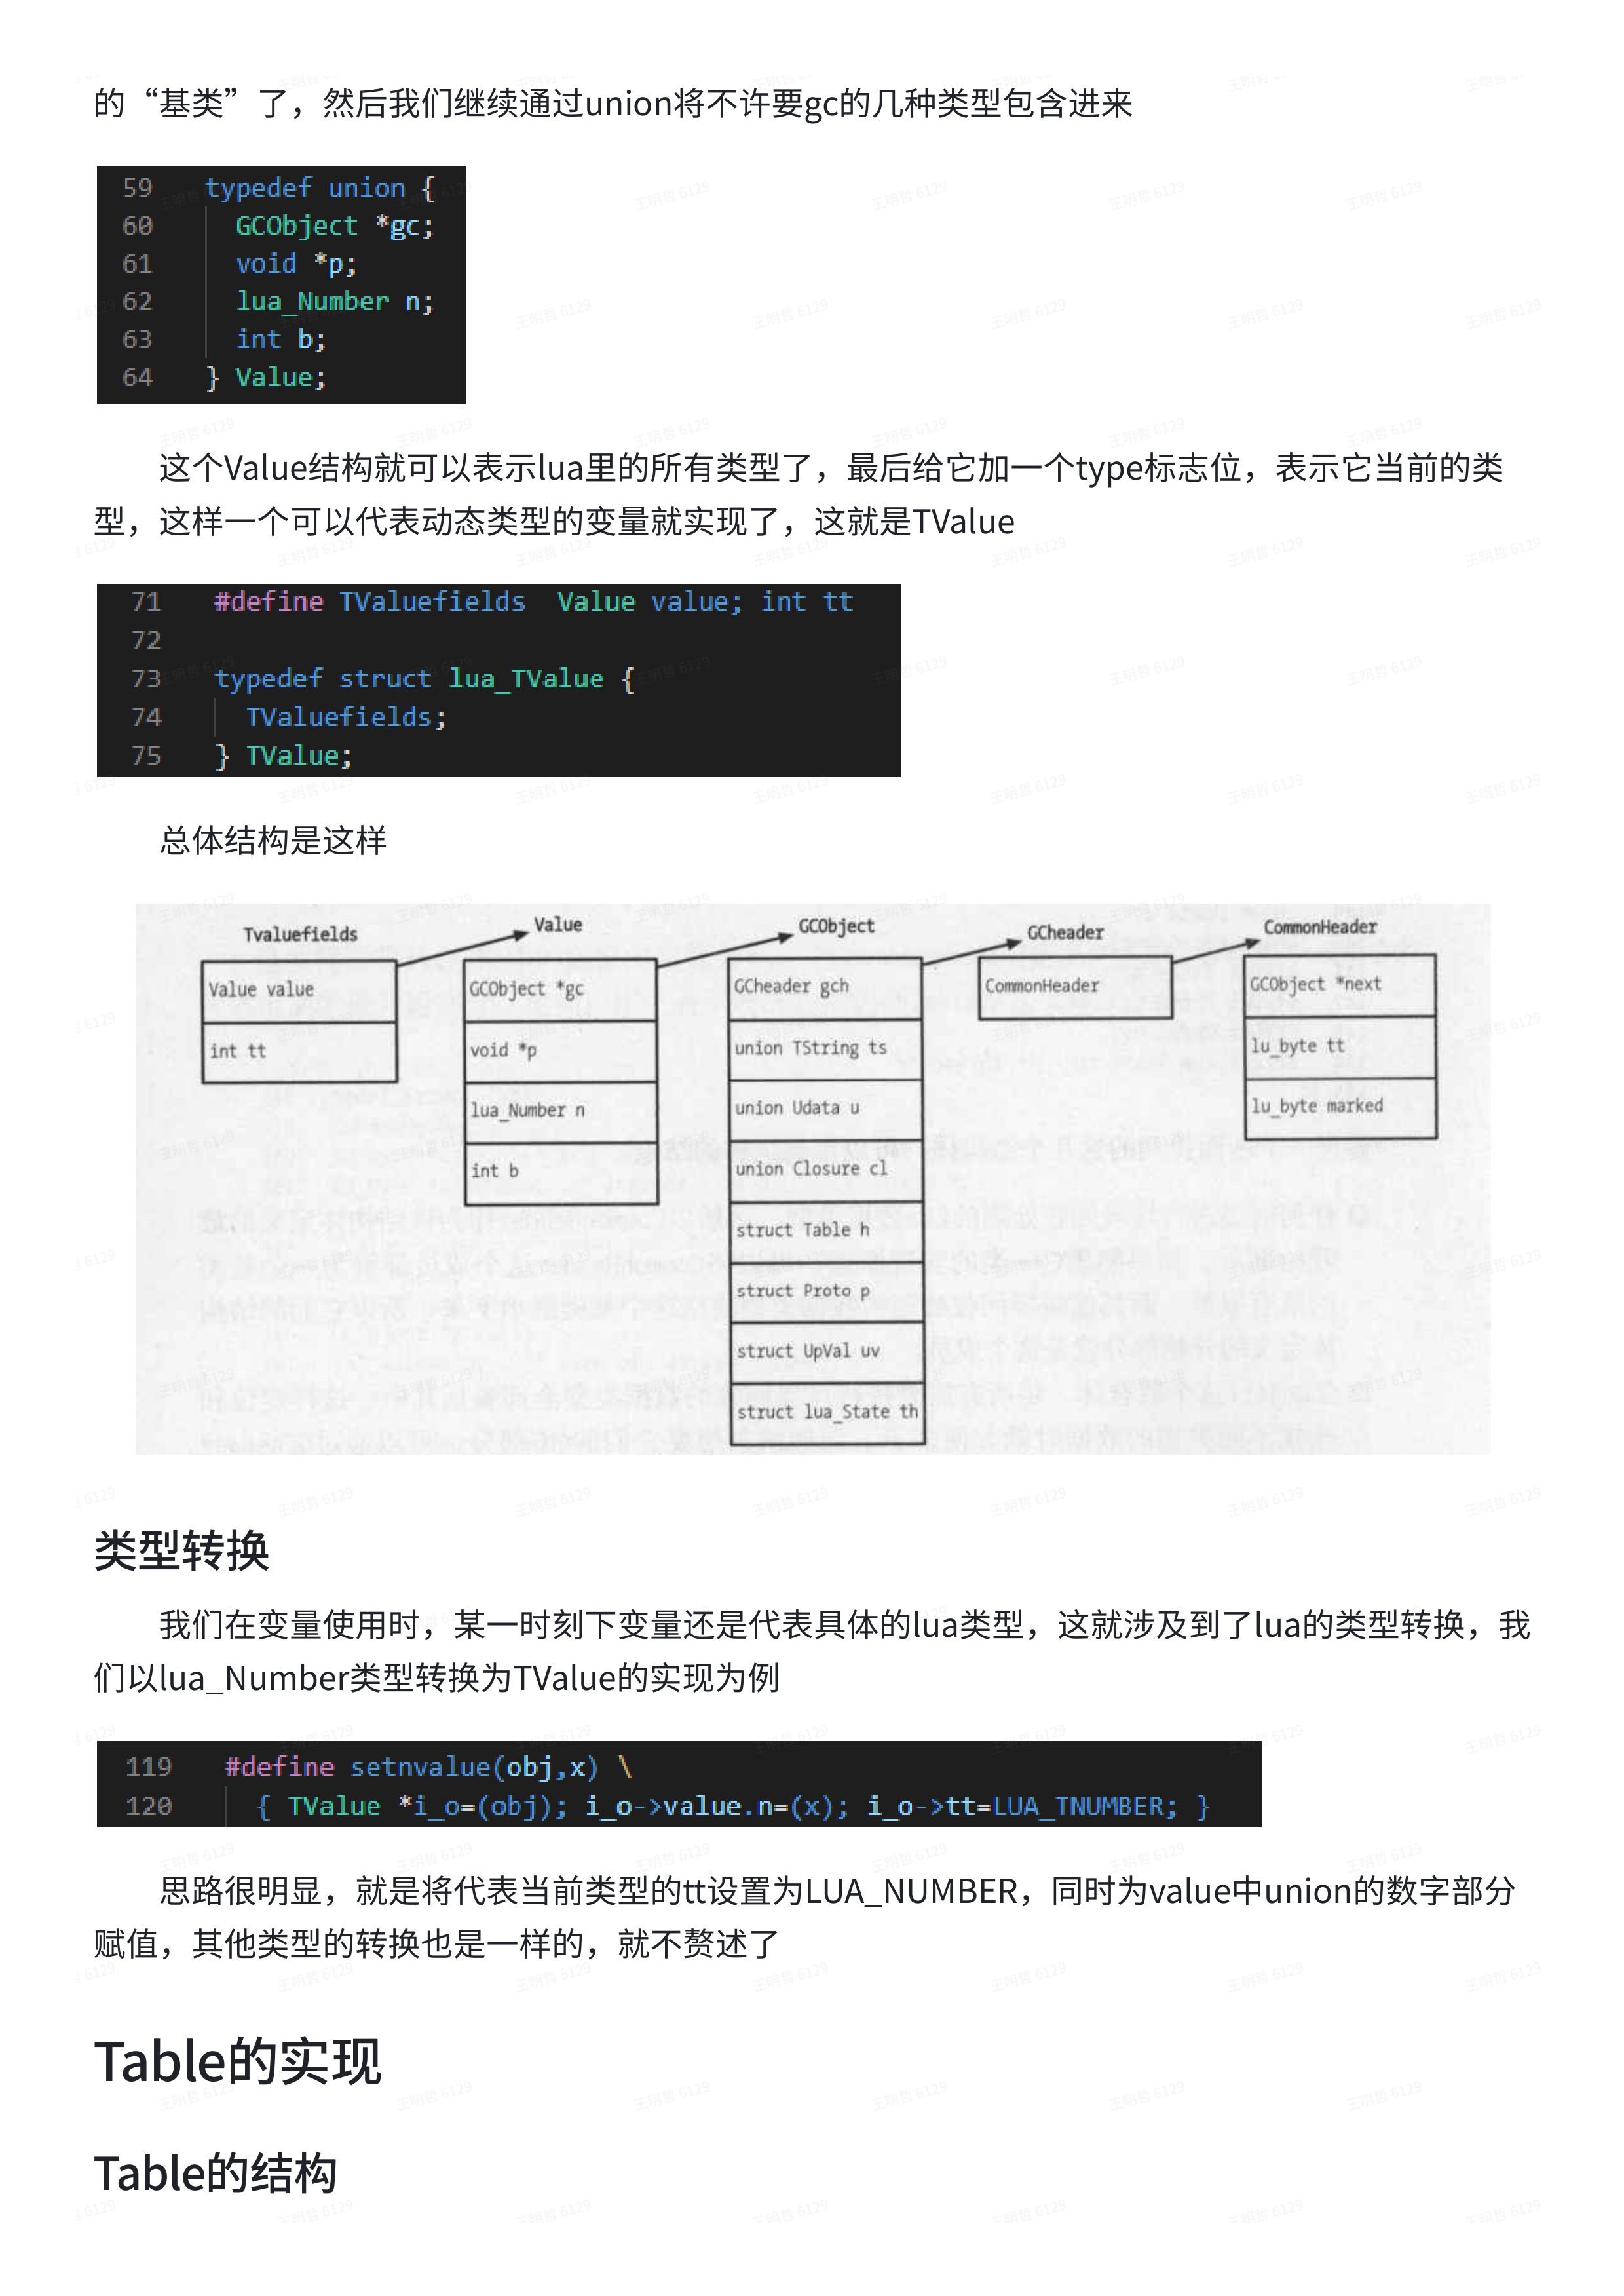 的“基类”了，然后我们继续通过union将不许要gc的几种类型包含进来
59 typedef union {
60 GCObject *gc;
61 void *p;
62 lua_Number n;
63 int b;
64 } Value;
这个Value结构就可以表示lua里的所有类型了，最后给它加一个type标志位，表示它当前的类
型，这样一个可以代表动态类型的变量就实现了，这就是TValue
71 #define TValuefields Value value; int tt
72
73 typedef struct lua_TValue {
74 TValuefields;
75 } TValue;
总体结构是这样
Tvaluefields
Value value
int tt
Value
GCObject *gc
void *p
lua_Number n
int b
GCObject
GCheader gch
union TString ts
union Udata u
union Closure cl
struct Table h
struct Proto p
struct UpVal uv
struct lua_State th
GCheader
CommonHeader
CommonHeader
GCObject *next
lu_byte tt
lu_byte marked
类型转换
我们在变量使用时，某一时刻下变量还是代表具体的lua类型，这就涉及到了lua的类型转换，我
们以lua_Number类型转换为TValue的实现为例
119 #define setnvalue(obj,x) \
120 { TValue *i_o=(obj); i_o->value.n=(x); i_o->tt=LUA_TNUMBER; }
思路很明显，就是将代表当前类型的tt设置为LUA_NUMBER，同时为value中union的数字部分
赋值，其他类型的转换也是一样的，就不赘述了
Table的实现
Table的结构
王明哲 6129